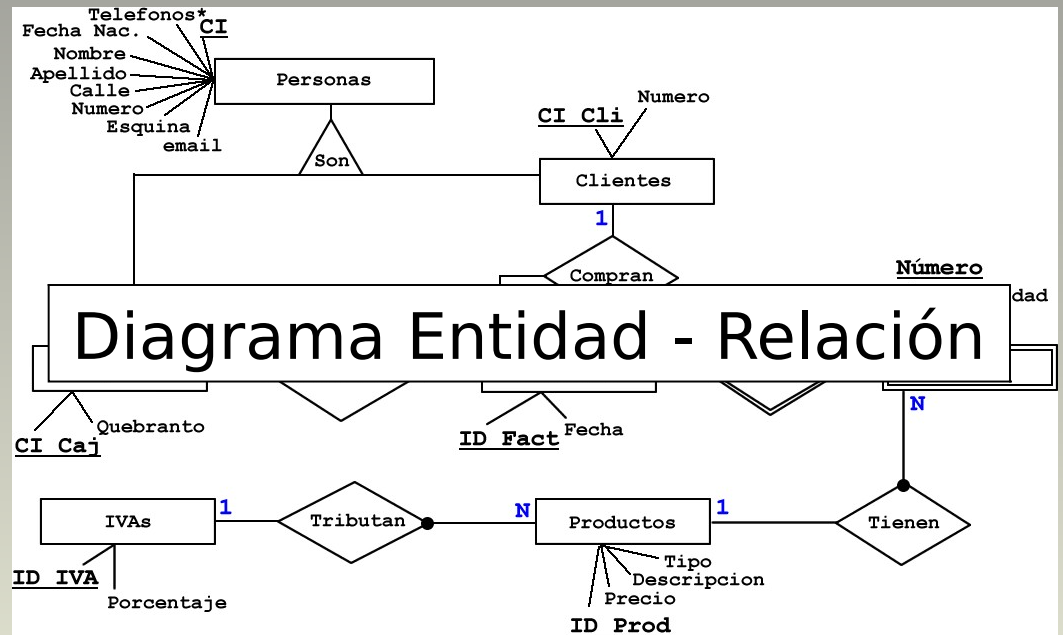 Telefonos*
CI
Fecha Nac.
Nombre
Personas
Apellido
Calle
Numero
Esquina
email
Son
Numero
CI Cli
Clientes
1
Compran
Número
dad
Diagrama Entidad - Relación
N
Quebranto
CI Caj
ID Fact
Fecha
IVAs
1
Tributan
N
Productos
1
Tienen
Tipo
ID IVA
Descripcion
Porcentaje
Precio
ID Prod